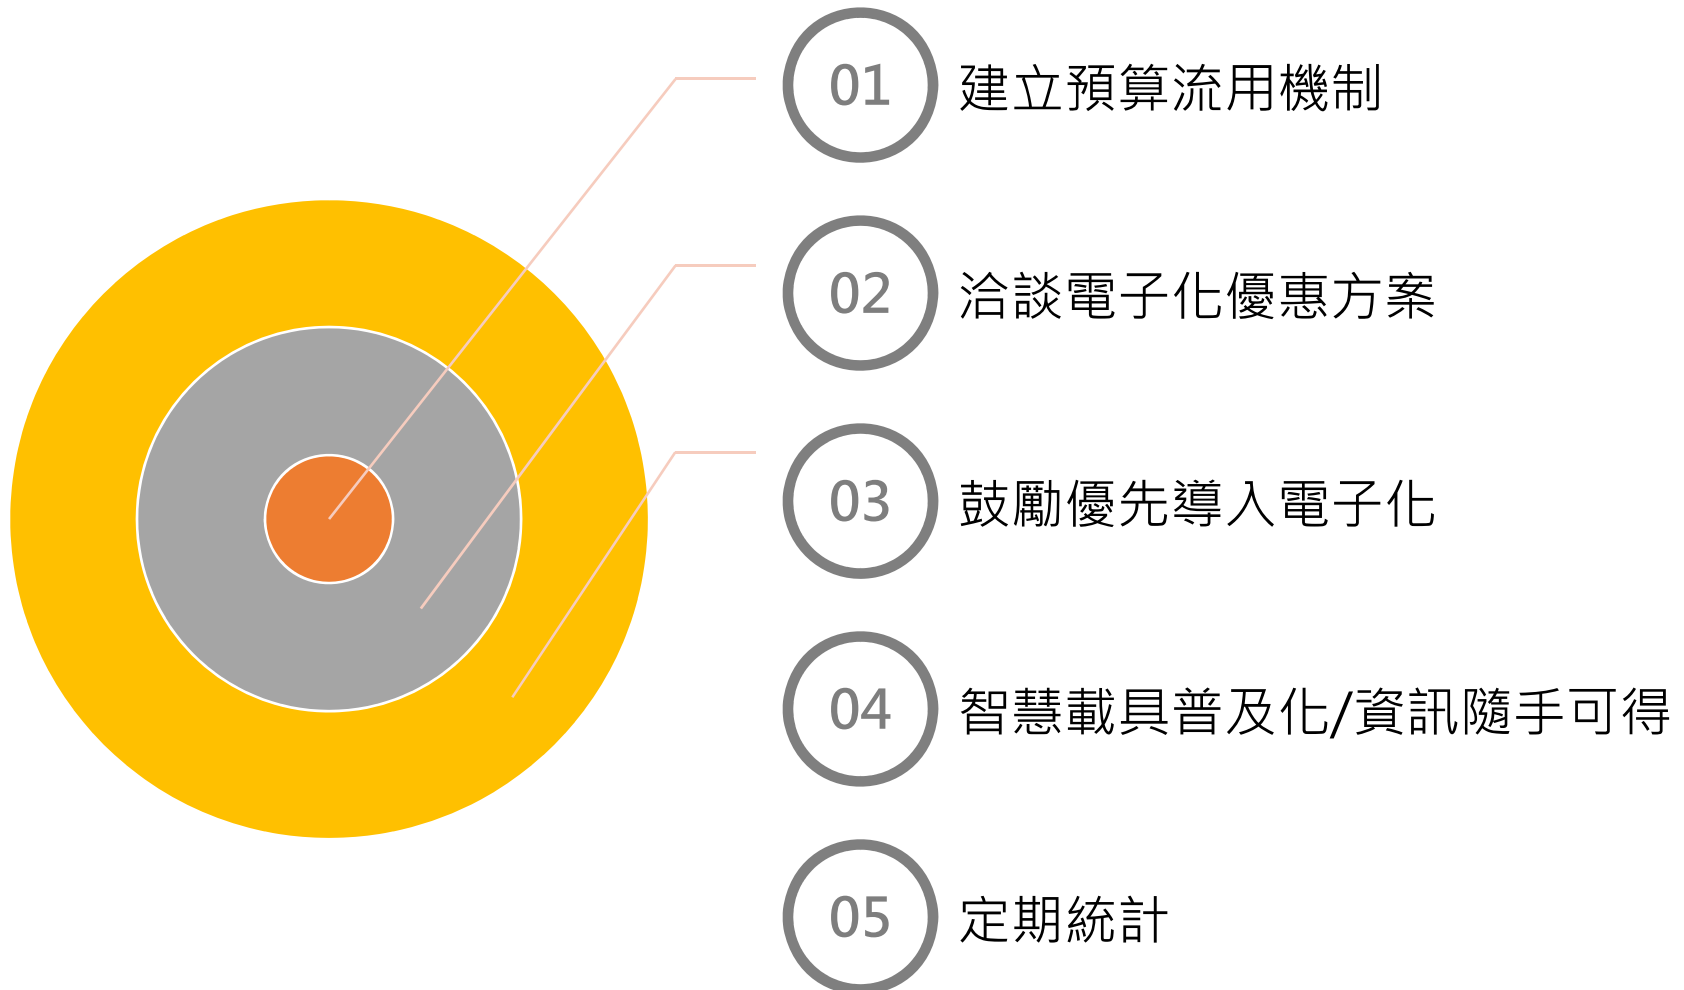 01 建立預算流用機制
02 洽談電子化優惠方案
03 鼓勵優先導入電子化
04 智慧載具普及化/資訊隨手可得
05 定期統計